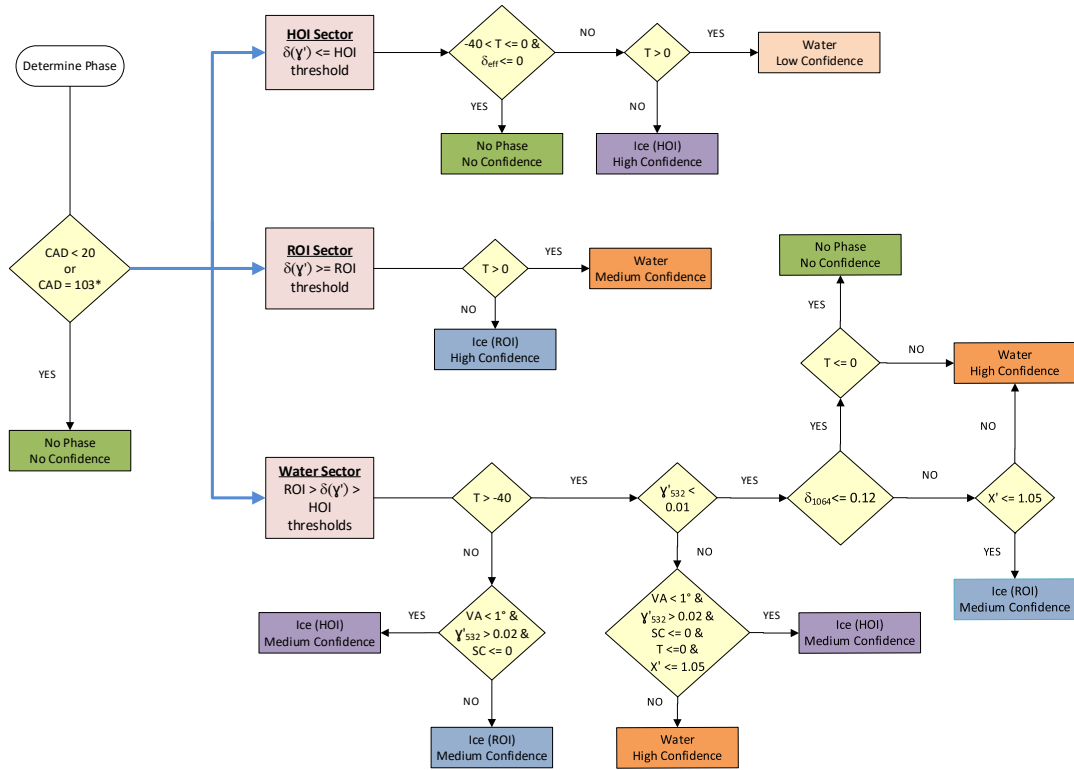 Determine Phase
CAD < 20
or
CAD = 103*
YES
No Phase
No Confidence
HOI Sector
δ(Ɣ') <= HOI
threshold
-40 < T <= 0 &
δeff <= 0
NO
YES
No Phase
No Confidence
T > 0
YES
Water
Low Confidence
NO
Ice (HOI)
High Confidence
ROI Sector
δ(Ɣ') >= ROI
threshold
T > 0
YES
Water
Medium Confidence
NO
Ice (ROI)
High Confidence
Water Sector
ROI > δ(Ɣ') >
HOI
thresholds
T > -40
YES
NO
VA < 1° &
Ɣ'532 > 0.02 &
SC <= 0
YES
Ice (HOI)
Medium Confidence
NO
Ice (ROI)
Medium Confidence
Ɣ'532 <
0.01
YES
NO
VA < 1° &
Ɣ'532 > 0.02 &
SC <= 0 &
T <=0 &
X' <= 1.05
YES
Ice (HOI)
Medium Confidence
NO
Water
High Confidence
δ1064 <= 0.12
YES
T <= 0
YES
No Phase
No Confidence
NO
Water
High Confidence
NO
X' <= 1.05
NO
YES
Ice (ROI)
Medium Confidence